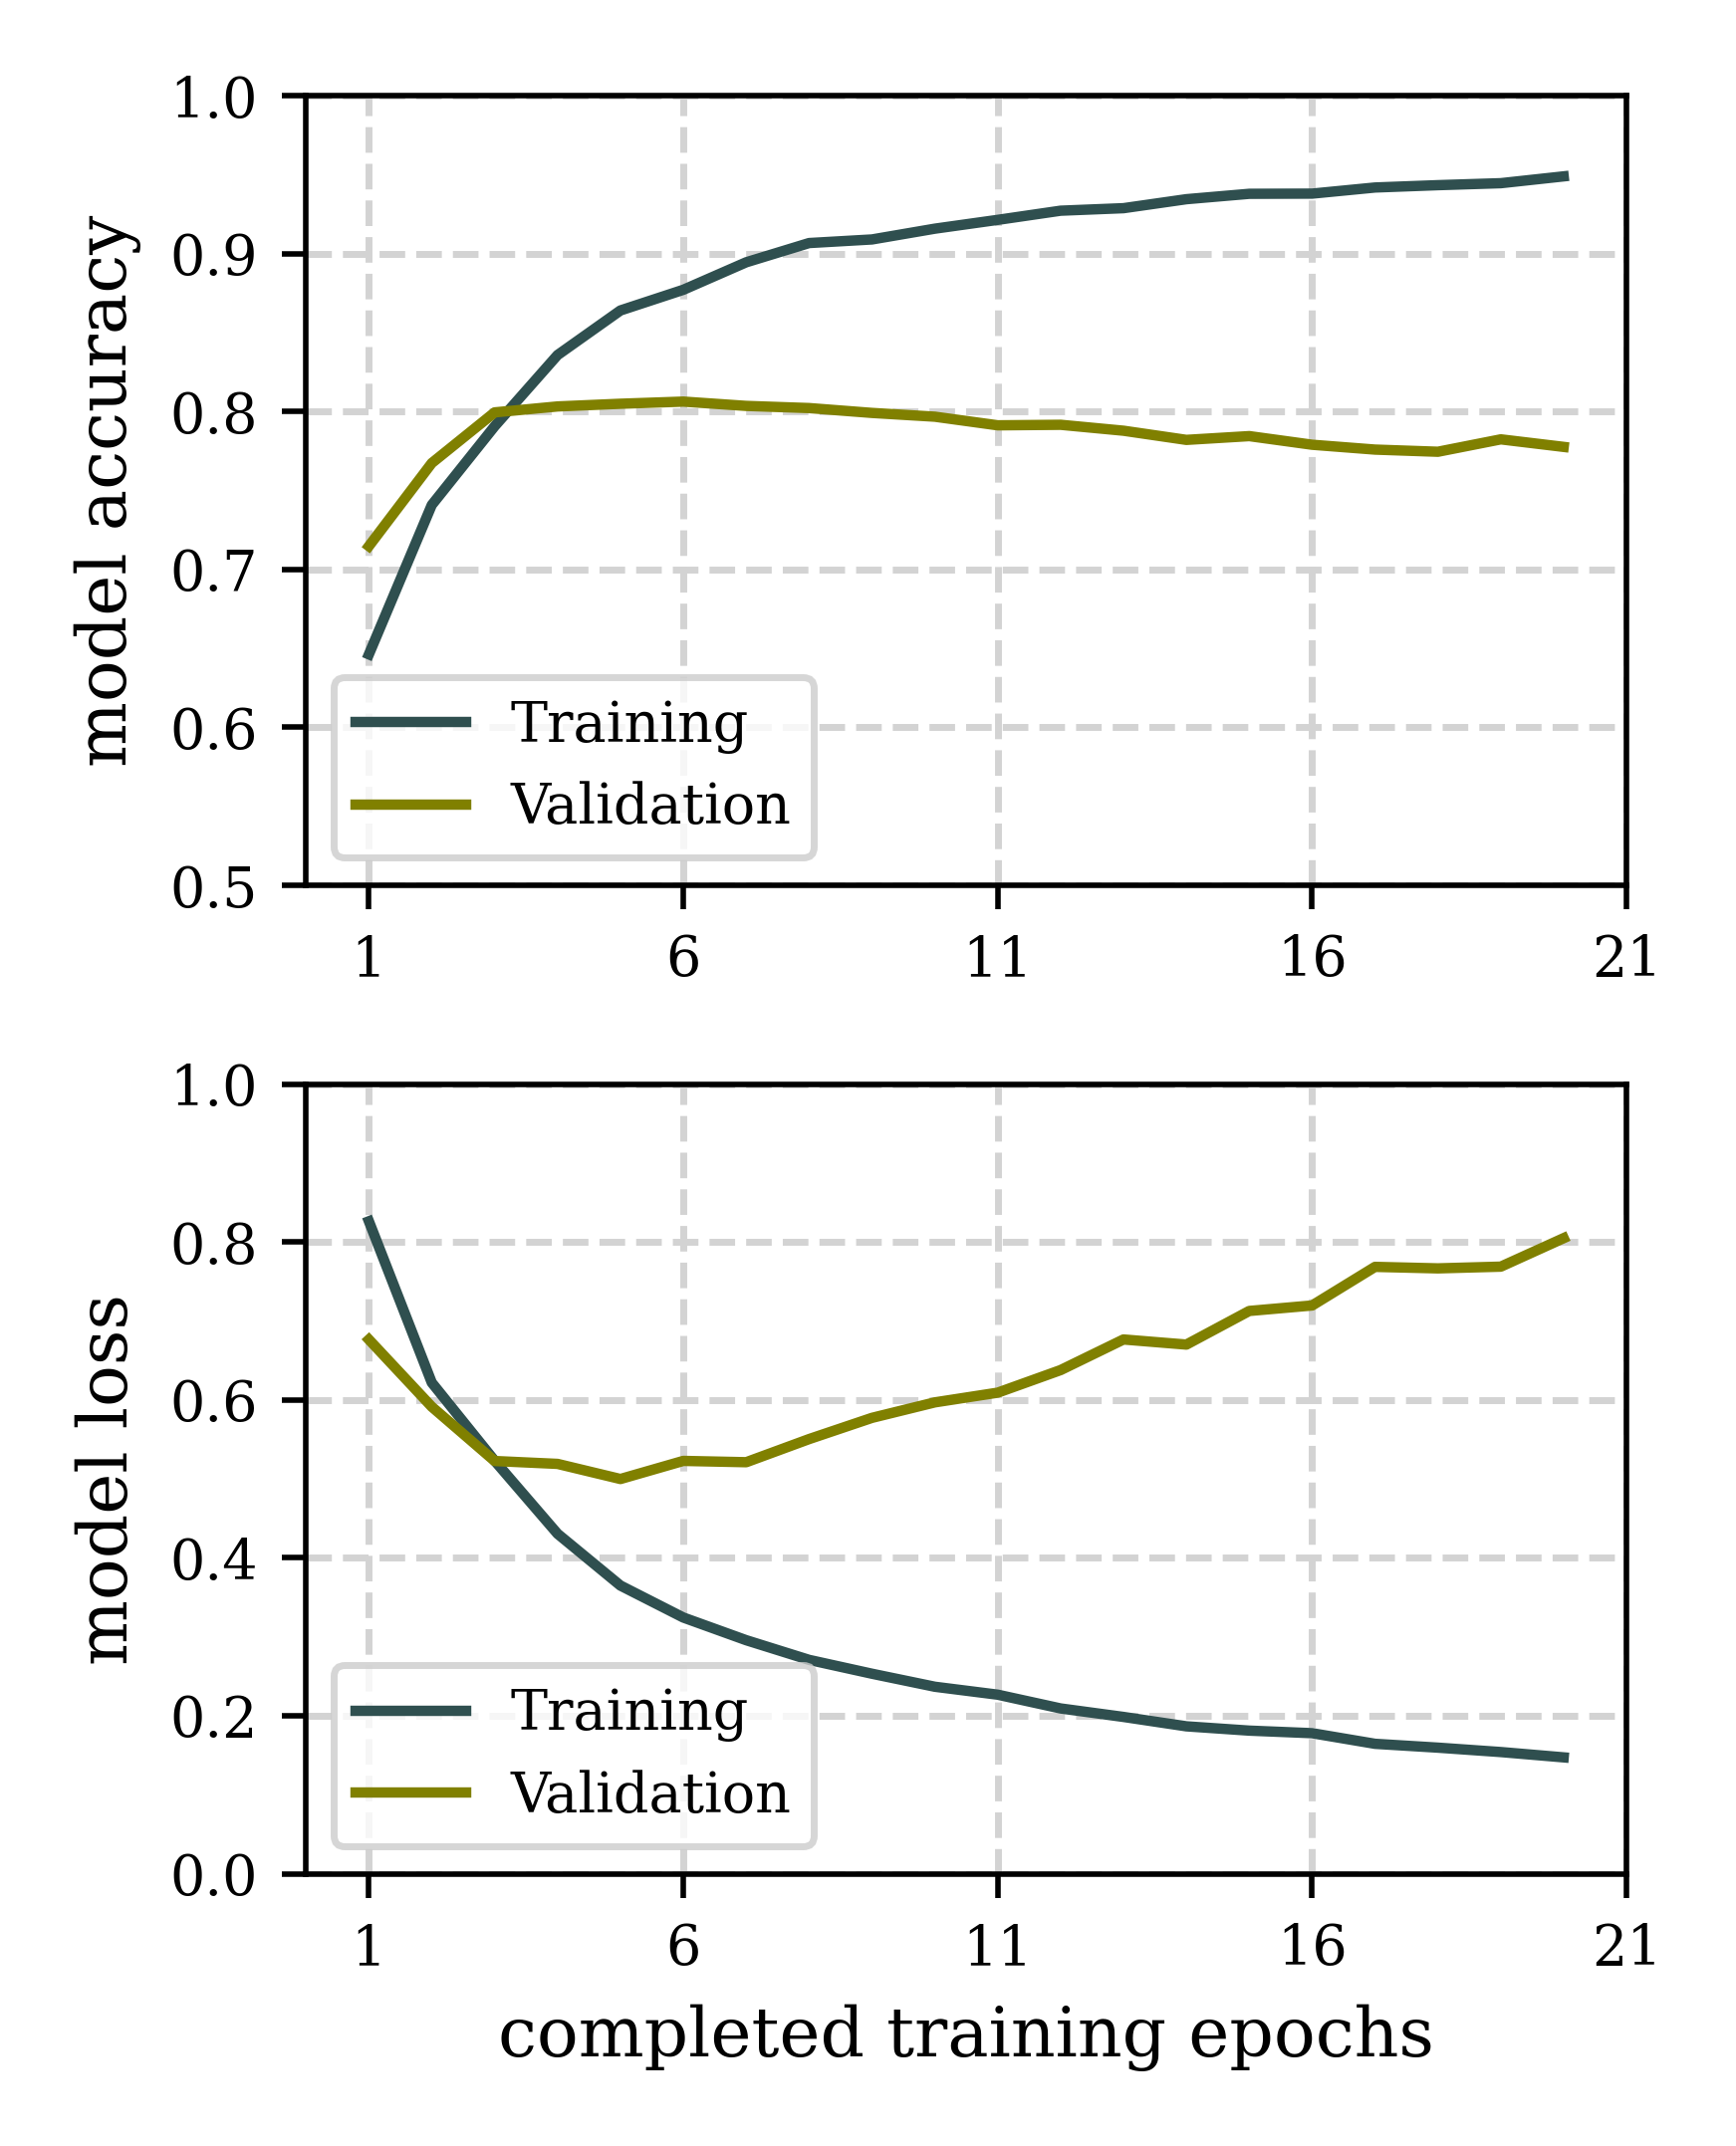 1.0
0.9
0.8
0.7
0.6
0.5
model accuracy
Training
Validation
1 6 11 16 21
1.0
0.8
0.6
0.4
0.2
0.0
model loss
Training
Validation
1 6 11 16 21
completed training epochs